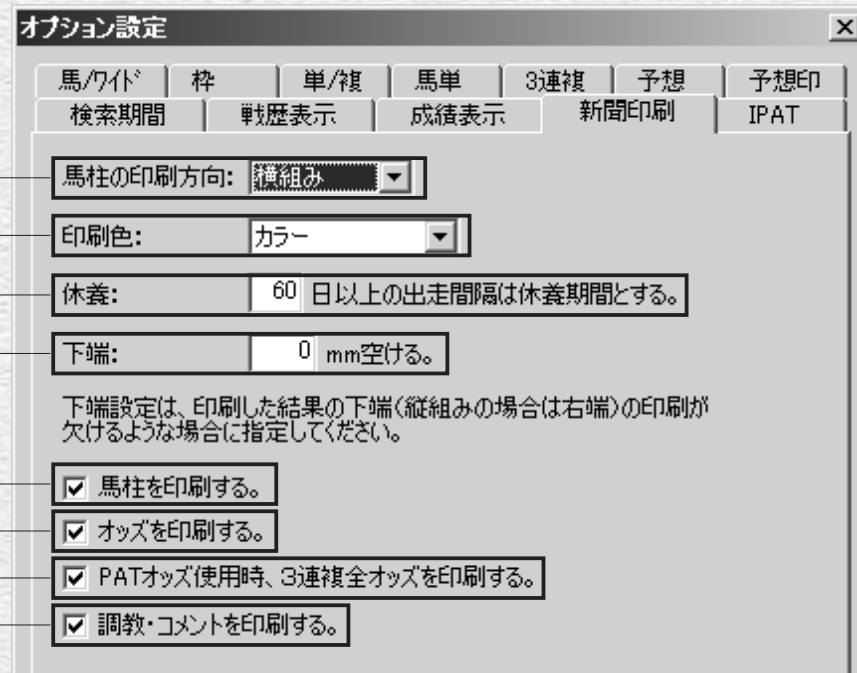 オプション設定
馬/ワイド 枠 単/複 馬単 3連複 予想 予想印
検索期間 戦歴表示 成績表示 新聞印刷 IPAT
馬柱の印刷方向: 横組み
印刷色: カラー
休養: 60 日以上の出走間隔は休養期間とする。
下端: 0 mm空ける。
下端設定は、印刷した結果の下端(縦組みの場合は右端)の印刷が
欠けるような場合に指定してください。
馬柱を印刷する。
オッズを印刷する。
PATオッズ使用時、3連複全オッズを印刷する。
調教・コメントを印刷する。